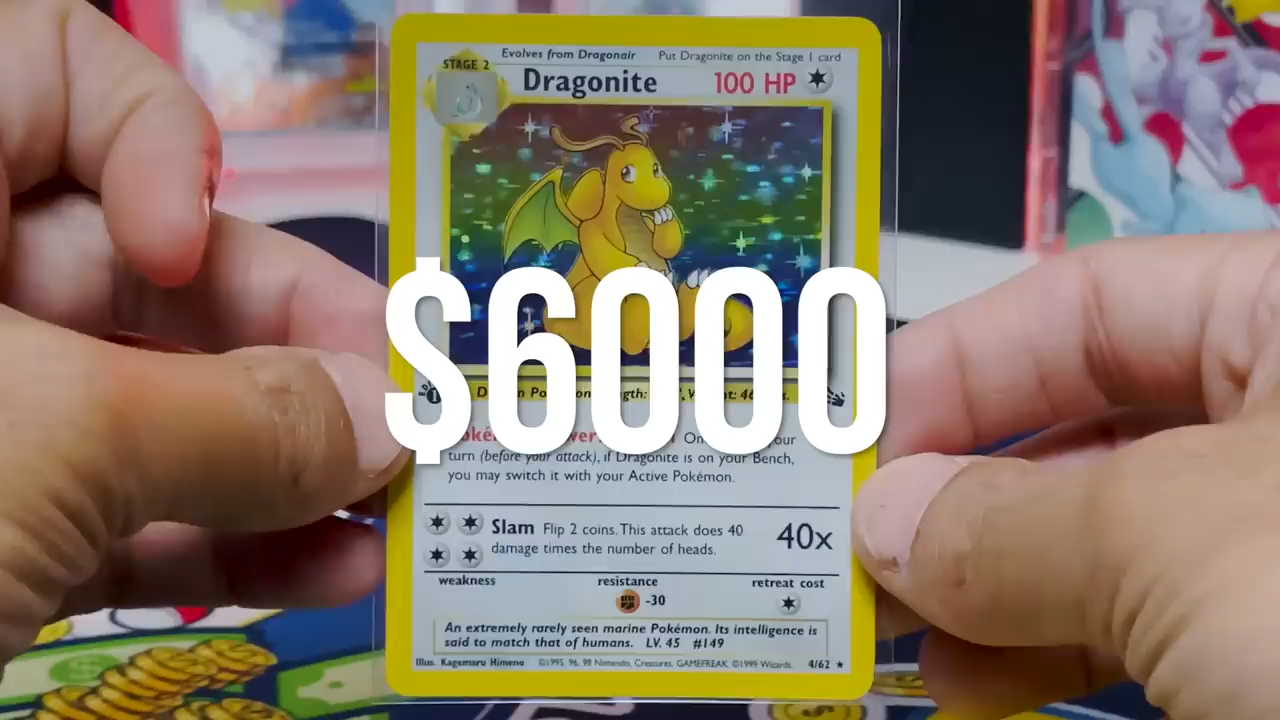 Evolves from Dragonair Put Dragonite on the Stage 1 card
STAGE 2
Dragonite 100 HP
$6000
turn (before your attack), if Dragonite is on your Bench,
you may switch it with your Active Pokémon.
Slam Flip 2 coins. This attack does 40
damage times the number of heads.
40x
weakness resistance retreat cost
-30
An extremely rarely seen marine Pokémon. Its intelligence is
said to match that of humans. LV. 45 #149
Illus. Kagemaru Himeno ©1995, 96, 98 Nintendo, Creatures, GAMEFREAK. ©1999 Wizards. 4/62 ★